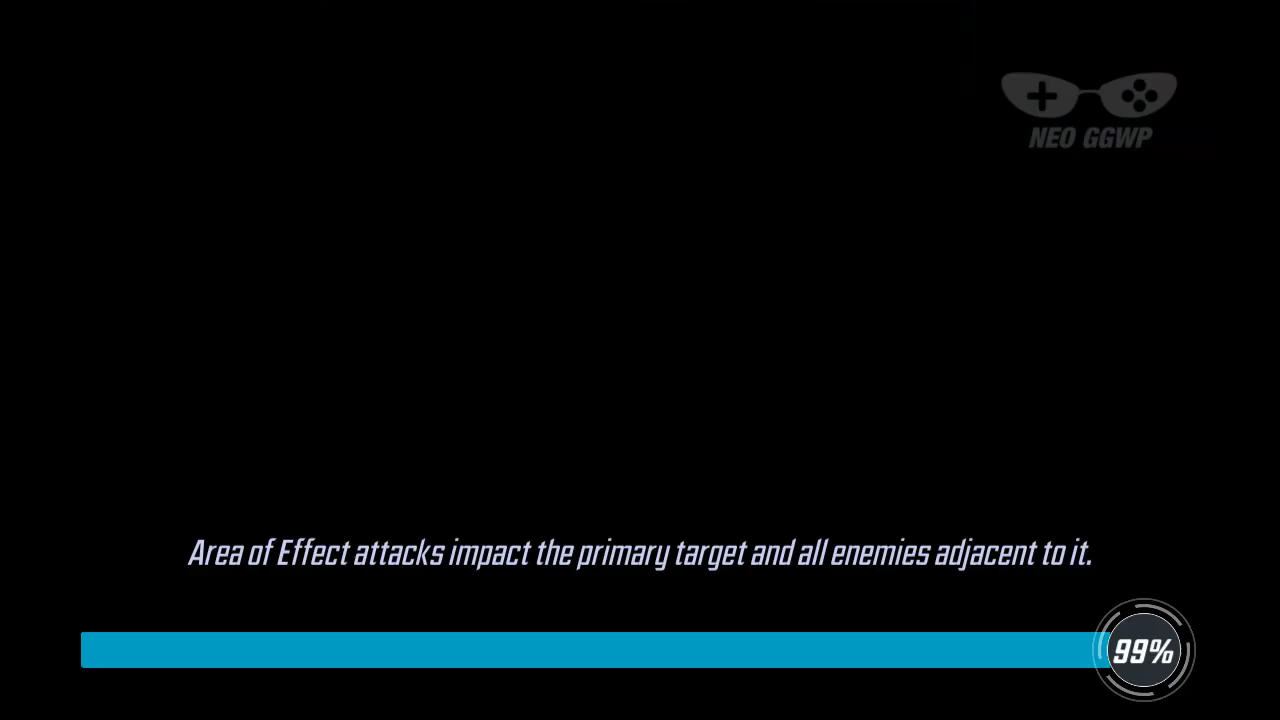 NEO GGWP
Area of Effect attacks impact the primary target and all enemies adjacent to it.
99%